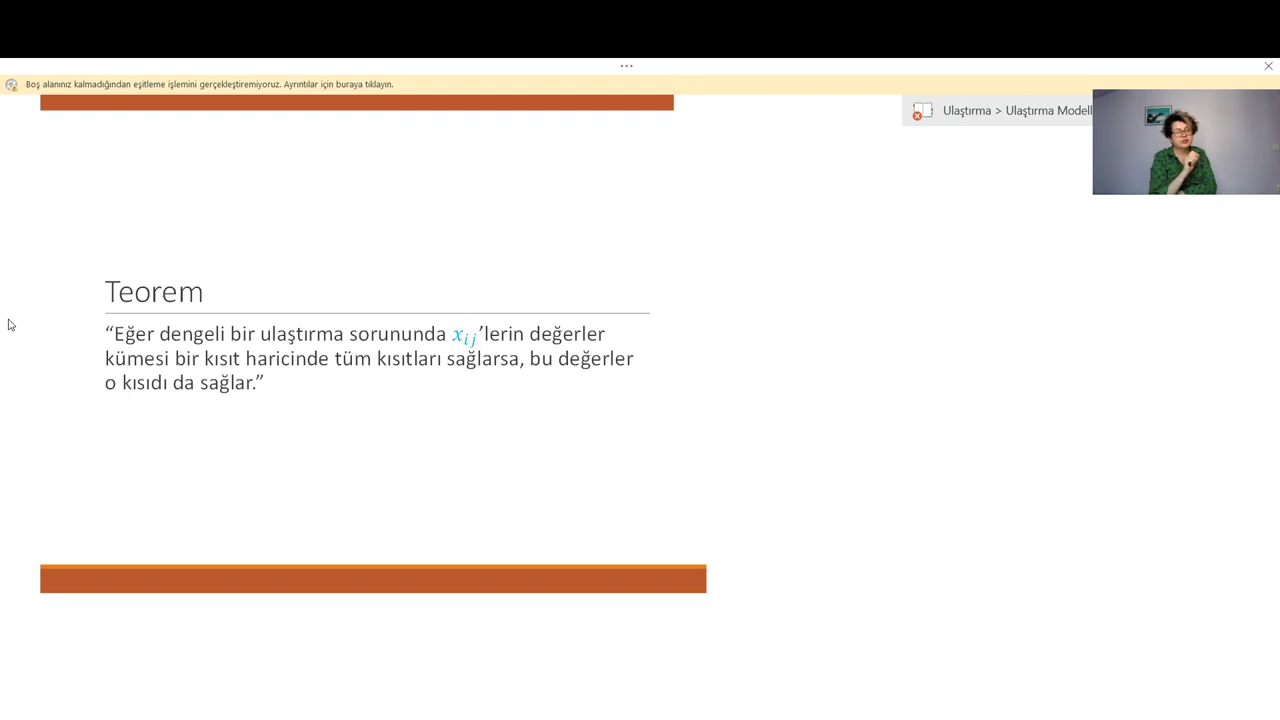 Boş alanınız kalmadığından eşitleme işlemini gerçekleştiremiyoruz. Ayrıntılar için buraya tıklayın.
Ulaştırma > Ulaştırma Modell
Teorem
“Eğer dengeli bir ulaştırma sorununda x_ij’lerin değerler
kümesi bir kısıt haricinde tüm kısıtları sağlarsa, bu değerler
o kısıdı da sağlar.”